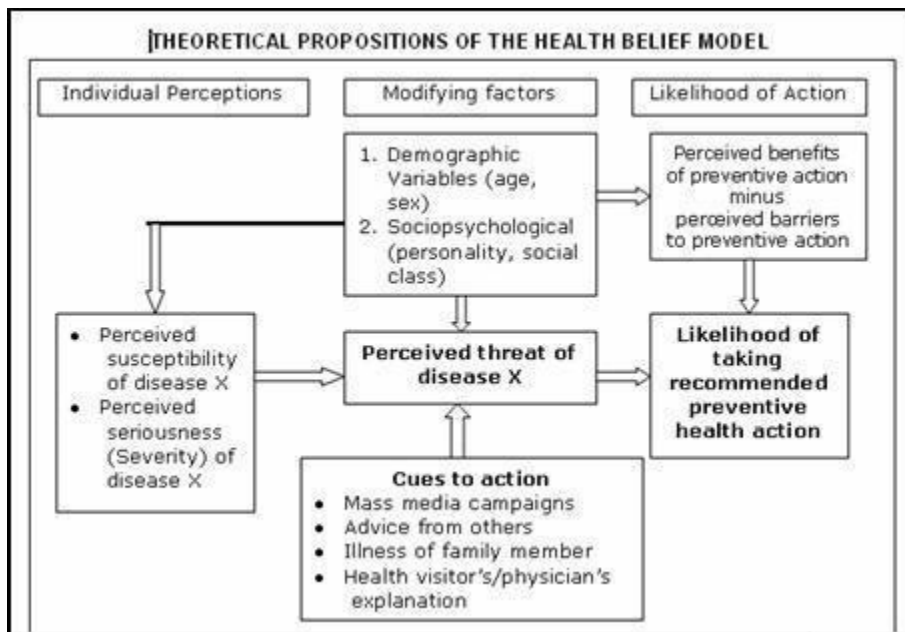 THEORETICAL PROPOSITIONS OF THE HEALTH BELIEF MODEL
Individual Perceptions
Modifying factors
Likelihood of Action
1. Demographic
Variables (age,
sex)
2. Sociopsychological
(personality, social
class)
Perceived benefits
of preventive action
minus
perceived barriers
to preventive action
• Perceived
susceptibility
of disease X
• Perceived
seriousness
(Severity) of
disease X
Perceived threat of
disease X
Likelihood of
taking
recommended
preventive
health action
Cues to action
• Mass media campaigns
• Advice from others
• Illness of family member
• Health visitor's/physician's
explanation